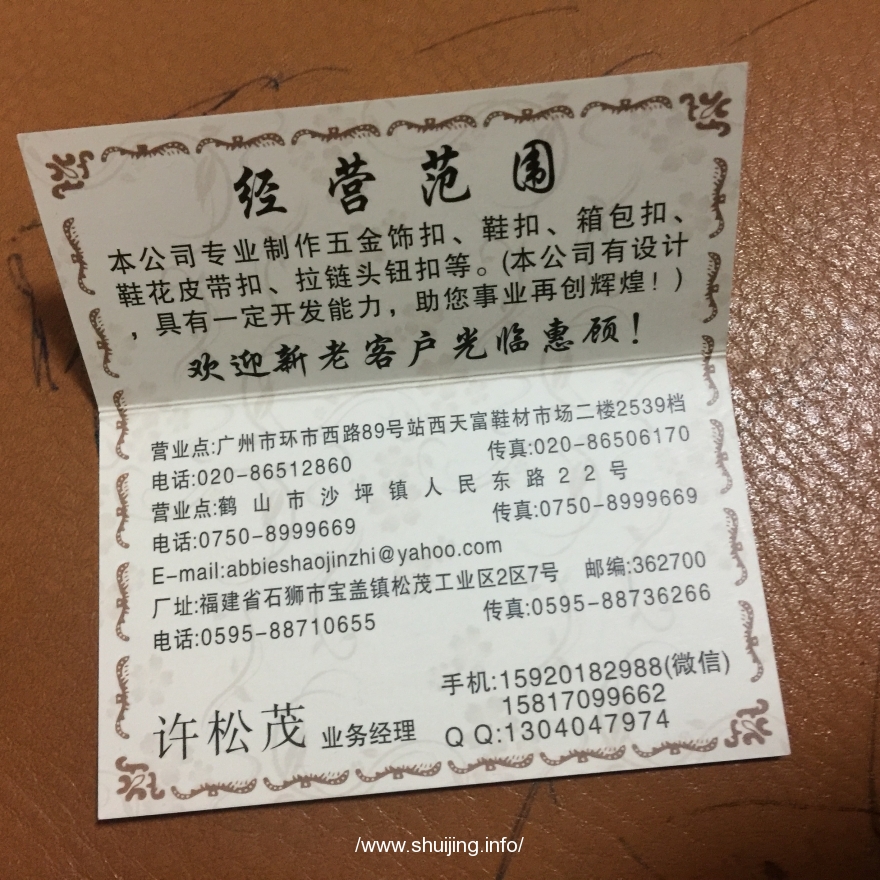 经营范围
本公司专业制作五金饰扣、鞋扣、箱包扣、
鞋花皮带扣、拉链头钮扣等。(本公司有设计
，具有一定开发能力，助您事业再创辉煌！)
欢迎新老客户光临惠顾！
营业点:广州市环市西路89号站西天富鞋材市场二楼2539档
电话:020-86512860 传真:020-86506170
营业点:鹤山市沙坪镇人民东路22号
电话:0750-8999669 传真:0750-8999669
E-mail:abbieshaojinzhi@yahoo.com
厂址:福建省石狮市宝盖镇松茂工业区2区7号 邮编:362700
电话:0595-88710655 传真:0595-88736266
手机:15920182988(微信)
15817099662
许松茂 业务经理 QQ:1304047974
/www.shuijing.info/